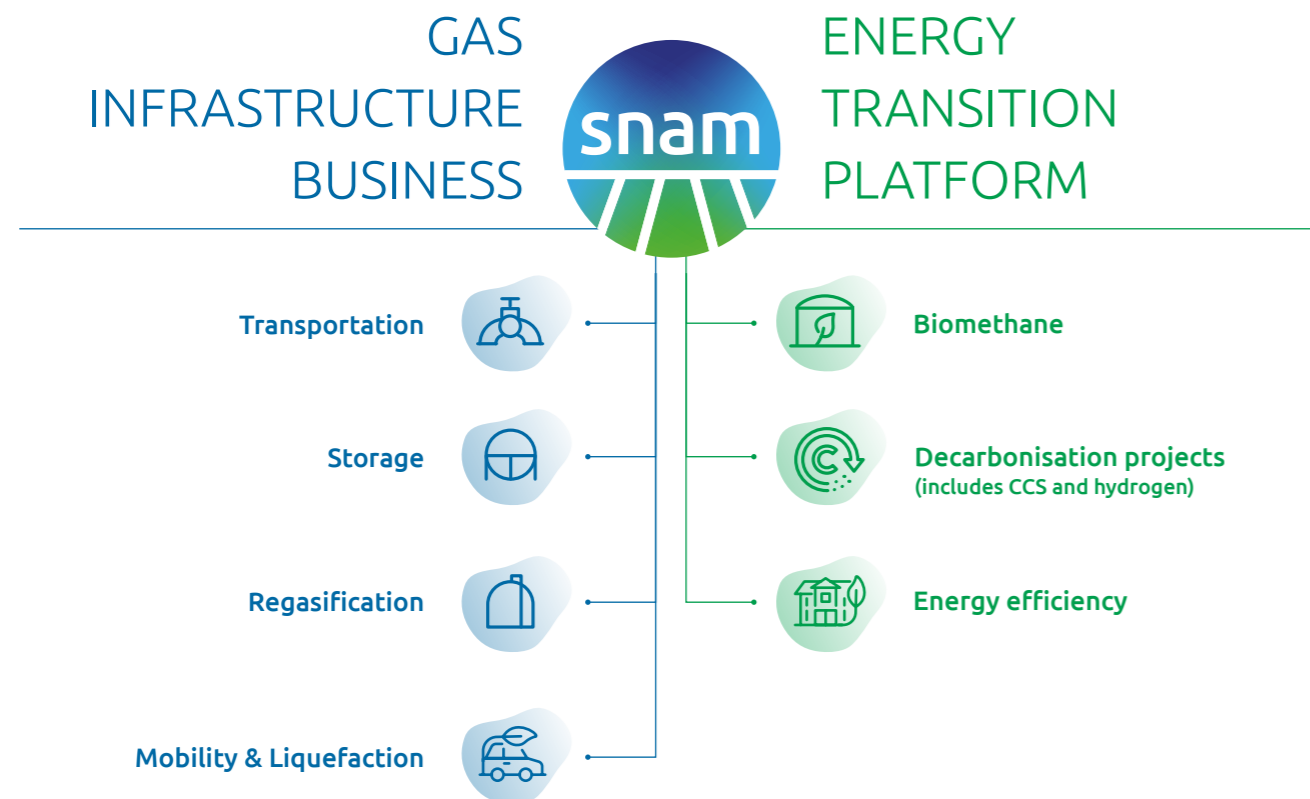 GAS
INFRASTRUCTURE
BUSINESS
snam
ENERGY
TRANSITION
PLATFORM
Transportation
Storage
Regasification
Mobility & Liquefaction
Biomethane
Decarbonisation projects
(includes CCS and hydrogen)
Energy efficiency